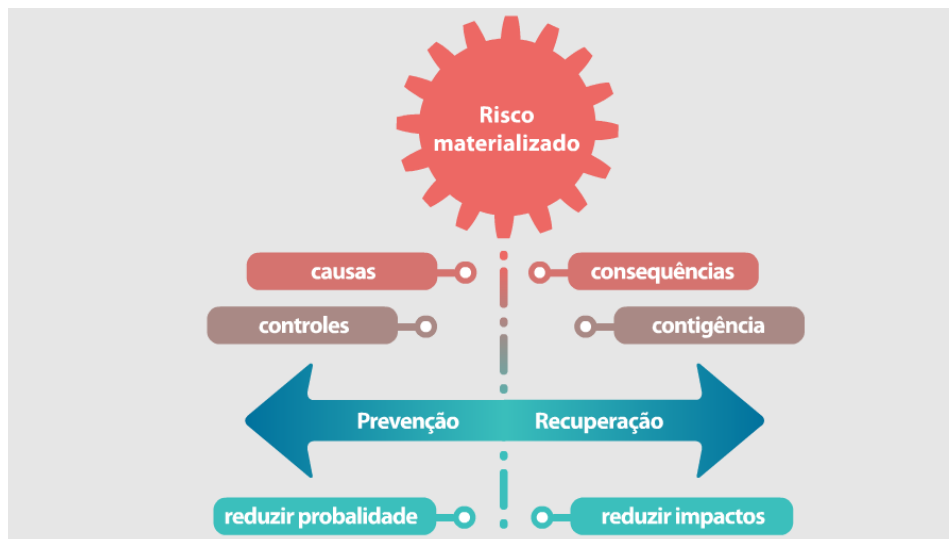 Risco
materializado
causas
consequências
controles
contigência
Prevenção
Recuperação
reduzir probalidade
reduzir impactos